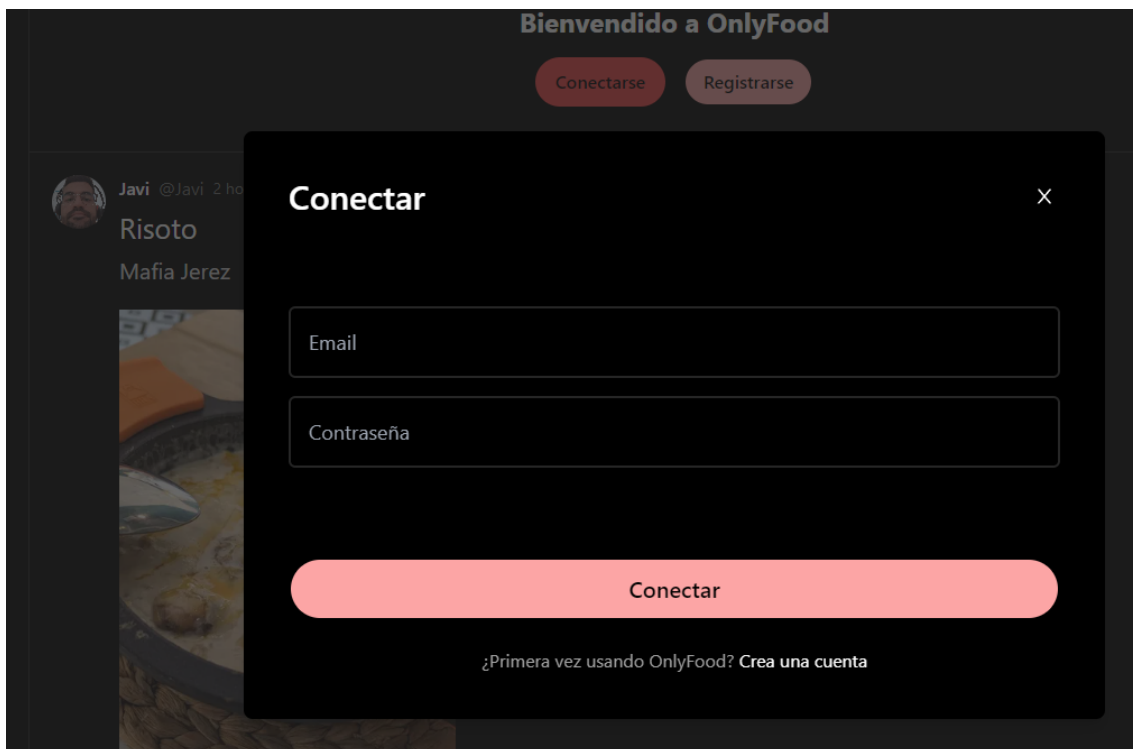 Bienvenido a OnlyFood
Conectarse Registrarse
Javi @Javi 2 ho
Risoto
Mafia Jerez
Conectar X
Email
Contraseña
Conectar
¿Primera vez usando OnlyFood? Crea una cuenta